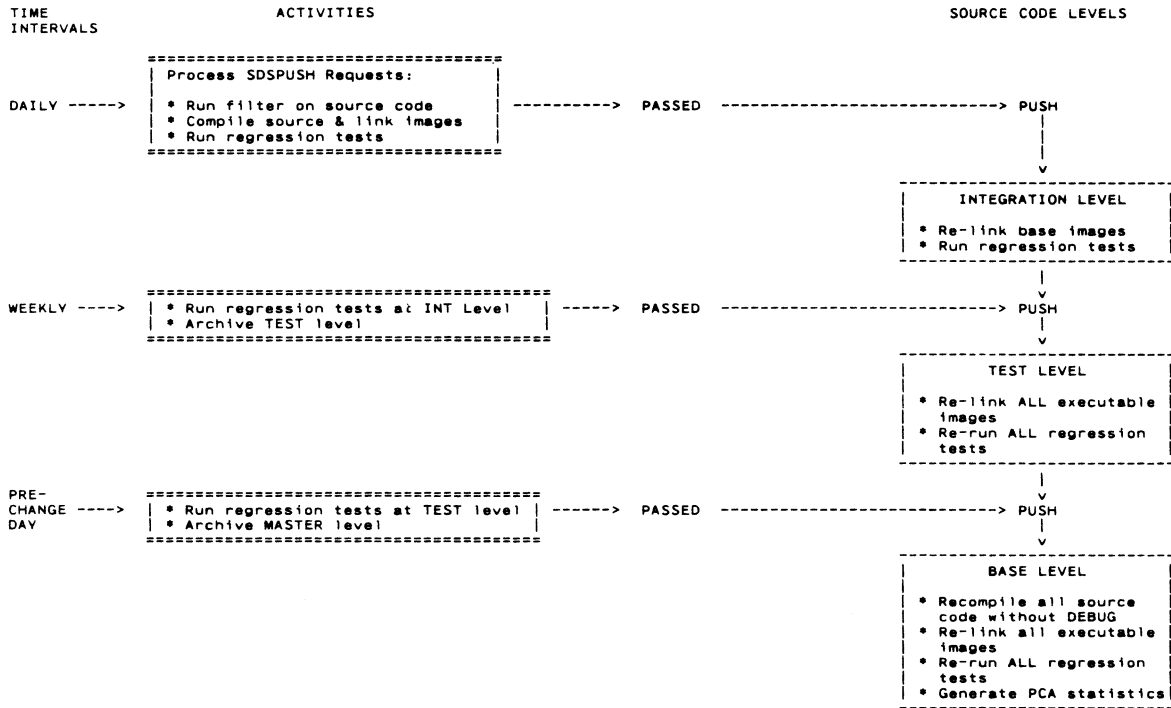 TIME INTERVALS
ACTIVITIES
SOURCE CODE LEVELS
Process SDSPUSH Requests:
* Run filter on source code
* Compile source & link images
* Run regression tests
DAILY -----> ----------> PASSED ----------------------------> PUSH
INTEGRATION LEVEL
* Re-link base images
* Run regression tests
WEEKLY ---->
* Run regression tests at INT Level
* Archive TEST level
-----> PASSED ----------------------------> PUSH
TEST LEVEL
* Re-link ALL executable
images
* Re-run ALL regression
tests
PRE-
CHANGE ---->
DAY
* Run regression tests at TEST level
* Archive MASTER level
------> PASSED ----------------------------> PUSH
BASE LEVEL
* Recompile all source
code without DEBUG
* Re-link all executable
images
* Re-run ALL regression
tests
* Generate PCA statistics